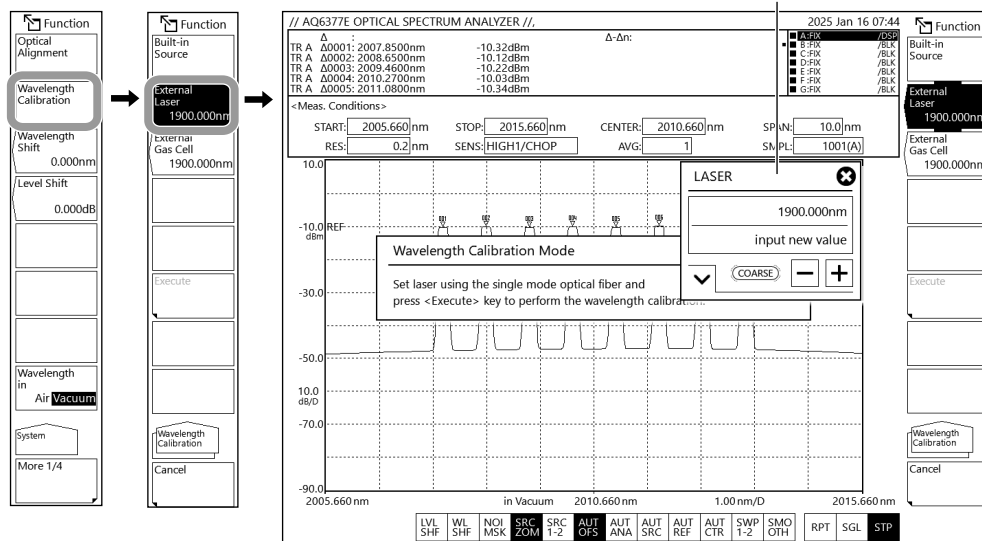 Function
Optical
Alignment
Wavelength
Calibration
Wavelength
Shift
0.000nm
Level Shift
0.000dB
Wavelength
in
Air Vacuum
System
More 1/4
Function
Built-in
Source
External
Laser
1900.000nm
External
Gas Cell
1900.000nm
Execute
Wavelength
Calibration
Cancel
// AQ6377E OPTICAL SPECTRUM ANALYZER //,
2025 Jan 16 07:44
Δ : Δ-Δn:
TR A Δ0001: 2007.8500nm -10.32dBm
TR A Δ0002: 2008.6500nm -10.12dBm
TR A Δ0003: 2009.4600nm -10.22dBm
TR A Δ0004: 2010.2700nm -10.03dBm
TR A Δ0005: 2011.0800nm -10.34dBm
A:FIX /DSP
B:FIX /BLK
C:FIX /BLK
D:FIX /BLK
E:FIX /BLK
F:FIX /BLK
G:FIX /BLK
<Meas. Conditions>
START: 2005.660 nm STOP: 2015.660 nm CENTER: 2010.660 nm SPAN: 10.0 nm
RES: 0.2 nm SENS: HIGH1/CHOP AVG: 1 SMPL: 1001(A)
10.0
-10.0 REF
dBm
-30.0
-50.0
10.0
dB/D
-70.0
-90.0
001 002 003 004 005 006
LASER
1900.000nm
input new value
COARSE
Wavelength Calibration Mode
Set laser using the single mode optical fiber and
press <Execute> key to perform the wavelength calibration.
2005.660 nm in Vacuum 2010.660 nm 1.00 nm/D 2015.660 nm
LVL SHF
WL SHF
NOI MSK
SRC ZOM
SRC 1-2
AUT OFS
AUT ANA
AUT SRC
AUT REF
AUT CTR
SWP 1-2
SMO OTH
RPT
SGL
STP
Function
Built-in
Source
External
Laser
1900.000nm
External
Gas Cell
1900.000nm
Execute
Wavelength
Calibration
Cancel